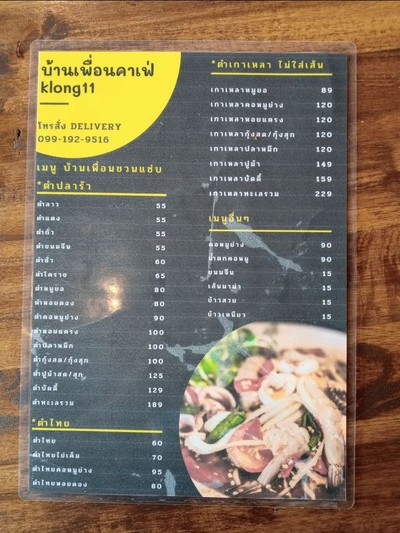 บ้านเพื่อนคาเฟ่
klong11
โทรสั่ง DELIVERY
099-192-9516
เมนู บ้านเพื่อนชวนแซ่บ
*ตำปลาร้า
ตำลาว 55
ตำแตง 55
ตำถั่ว 55
ตำขนมจีน 55
ตำซั่ว 60
ตำโคราช 65
ตำหมูยอ 80
ตำหอยดอง 80
ตำคอหมูย่าง 90
ตำหอยแครง 100
ตำปลาหมึก 100
ตำกุ้งสด/กุ้งสุก 100
ตำปูม้าสด/สุก 125
ตำบัดดี้ 129
ตำทะเลรวม 189
*ตำไทย
ตำไทย 60
ตำไทยไข่เค็ม 70
ตำไทยคอหมูย่าง 95
ตำไทยหอยดอง 80
*ตำเกาเหลา ไม่ใส่เส้น
เกาเหลาหมูยอ 89
เกาเหลาคอหมูย่าง 120
เกาเหลาหอยแครง 120
เกาเหลากุ้งสด/กุ้งสุก 120
เกาเหลาปลาหมึก 120
เกาเหลาปูม้า 149
เกาเหลาบัดดี้ 159
เกาเหลาทะเลรวม 229
เมนูอื่นๆ
คอหมูย่าง 90
น้ำตกคอหมู 90
ขนมจีน 15
เส้นมาม่า 15
ข้าวสวย 15
ข้าวเหนียว 15